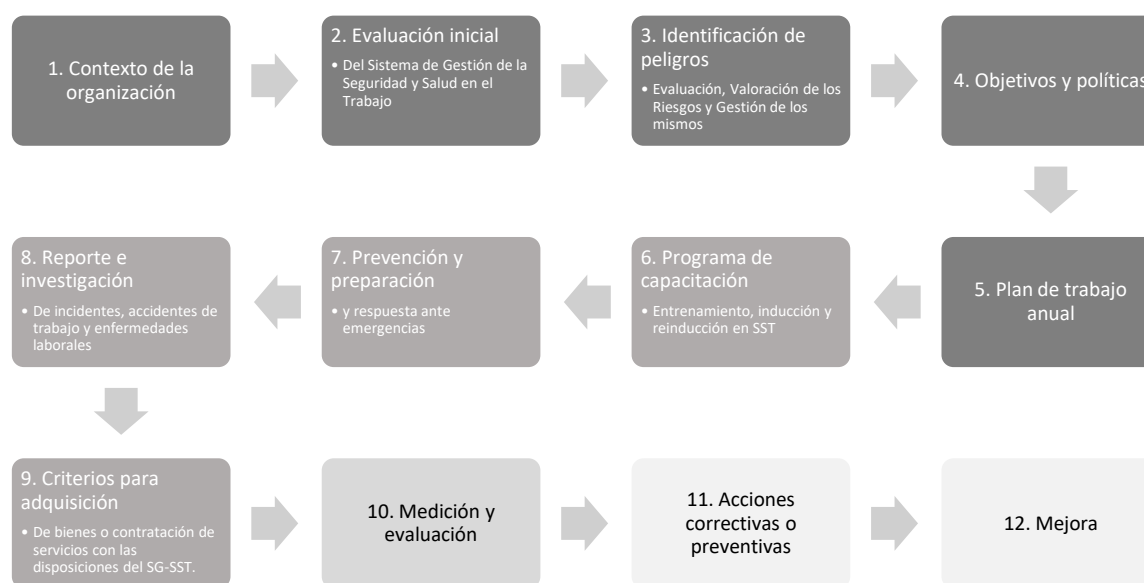 1. Contexto de la
organización
2. Evaluación inicial
• Del Sistema de Gestión de la
Seguridad y Salud en el
Trabajo
3. Identificación de
peligros
• Evaluación, Valoración de los
Riesgos y Gestión de los
mismos
4. Objetivos y políticas
5. Plan de trabajo
anual
6. Programa de
capacitación
• Entrenamiento, inducción y
reinducción en SST
7. Prevención y
preparación
• y respuesta ante
emergencias
8. Reporte e
investigación
• De incidentes, accidentes de
trabajo y enfermedades
laborales
9. Criterios para
adquisición
• De bienes o contratación de
servicios con las
disposiciones del SG-SST.
10. Medición y
evaluación
11. Acciones
correctivas o
preventivas
12. Mejora